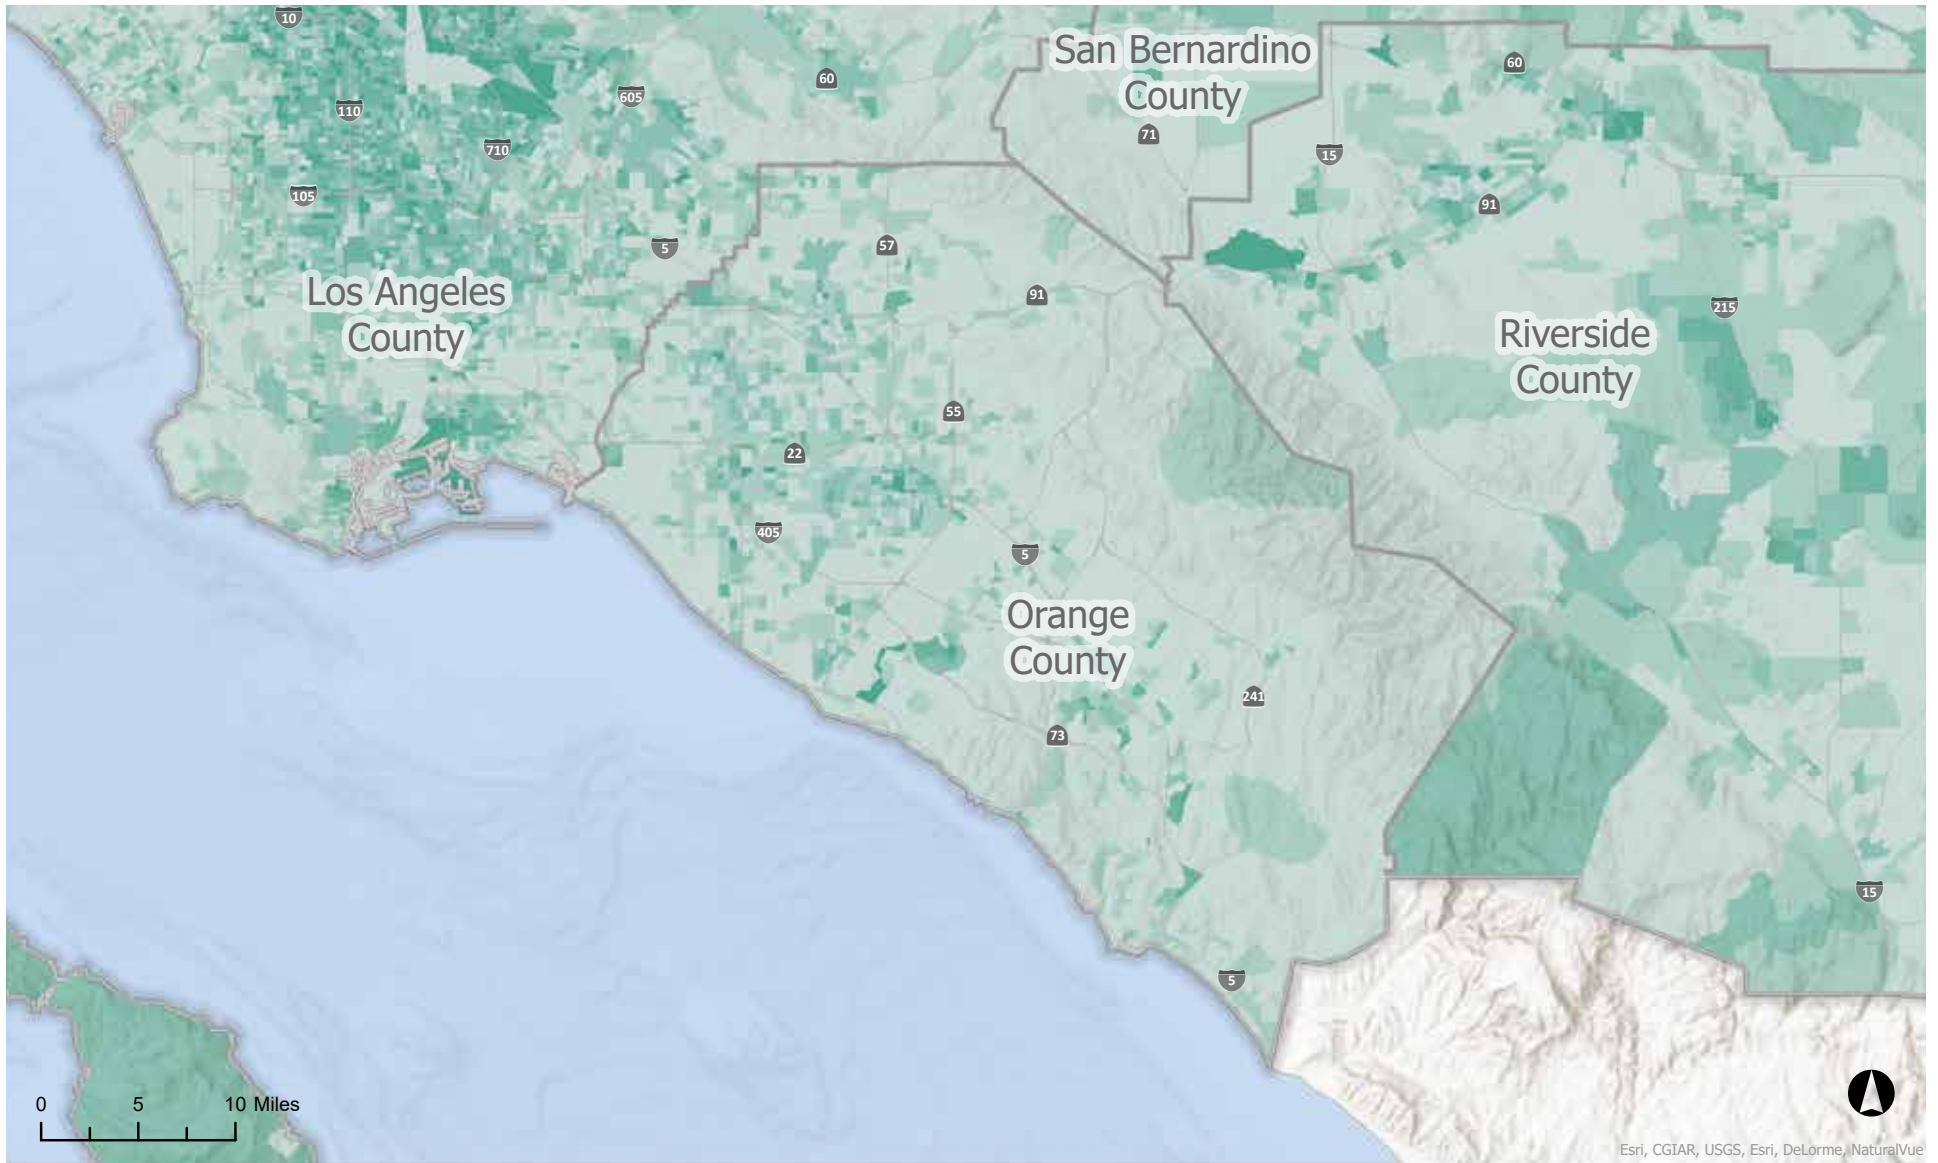 10
San Bernardino
County
60
60
605
110
71
710
15
105
91
5
57
Los Angeles
County
91
215
Riverside
County
55
22
405
5
Orange
County
241
73
15
5
0 5 10 Miles
Esri, CGIAR, USGS, Esri, DeLorme, NaturalVue